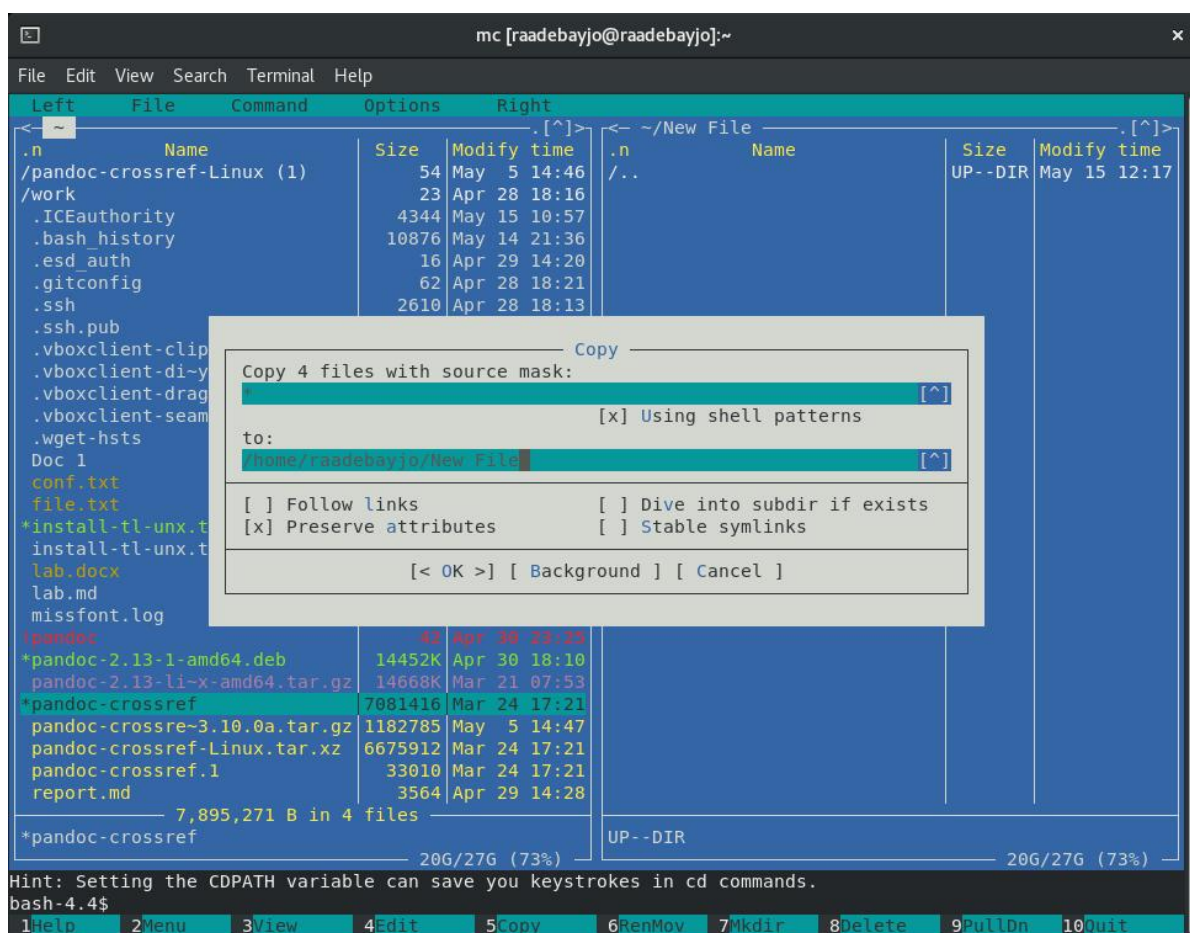 mc [raadebayjo@raadebayjo]:~ ×
File Edit View Search Terminal Help
Left File Command Options Right
<- ~ .[^]> <- ~/New File .[^]>
.n Name Size Modify time .n Name Size Modify time
/pandoc-crossref-Linux (1) 54 May 5 14:46 /.. UP--DIR May 15 12:17
/work 23 Apr 28 18:16
.ICEauthority 4344 May 15 10:57
.bash_history 10876 May 14 21:36
.esd_auth 16 Apr 29 14:20
.gitconfig 62 Apr 28 18:21
.ssh 2610 Apr 28 18:13
.ssh.pub
.vboxclient-clip
.vboxclient-di~y
.vboxclient-drag
.vboxclient-seam
.wget-hsts
Doc 1
conf.txt
file.txt
*install-tl-unx.t
install-tl-unx.t
lab.docx
lab.md
missfont.log
Copy
Copy 4 files with source mask:
* [^]
[x] Using shell patterns
to:
/home/raadebayjo/New File [^]
[ ] Follow links [ ] Dive into subdir if exists
[x] Preserve attributes [ ] Stable symlinks
[< OK >] [ Background ] [ Cancel ]
!pandoc 42 Apr 30 23:25
*pandoc-2.13-1-amd64.deb 14452K Apr 30 18:10
pandoc-2.13-li~x-amd64.tar.gz 14668K Mar 21 07:53
*pandoc-crossref 7081416 Mar 24 17:21
pandoc-crossre~3.10.0a.tar.gz 1182785 May 5 14:47
pandoc-crossref-Linux.tar.xz 6675912 Mar 24 17:21
pandoc-crossref.1 33010 Mar 24 17:21
report.md 3564 Apr 29 14:28
7,895,271 B in 4 files
*pandoc-crossref UP--DIR
20G/27G (73%) 20G/27G (73%)
Hint: Setting the CDPATH variable can save you keystrokes in cd commands.
bash-4.4$
1Help 2Menu 3View 4Edit 5Copy 6RenMov 7Mkdir 8Delete 9PullDn 10Quit